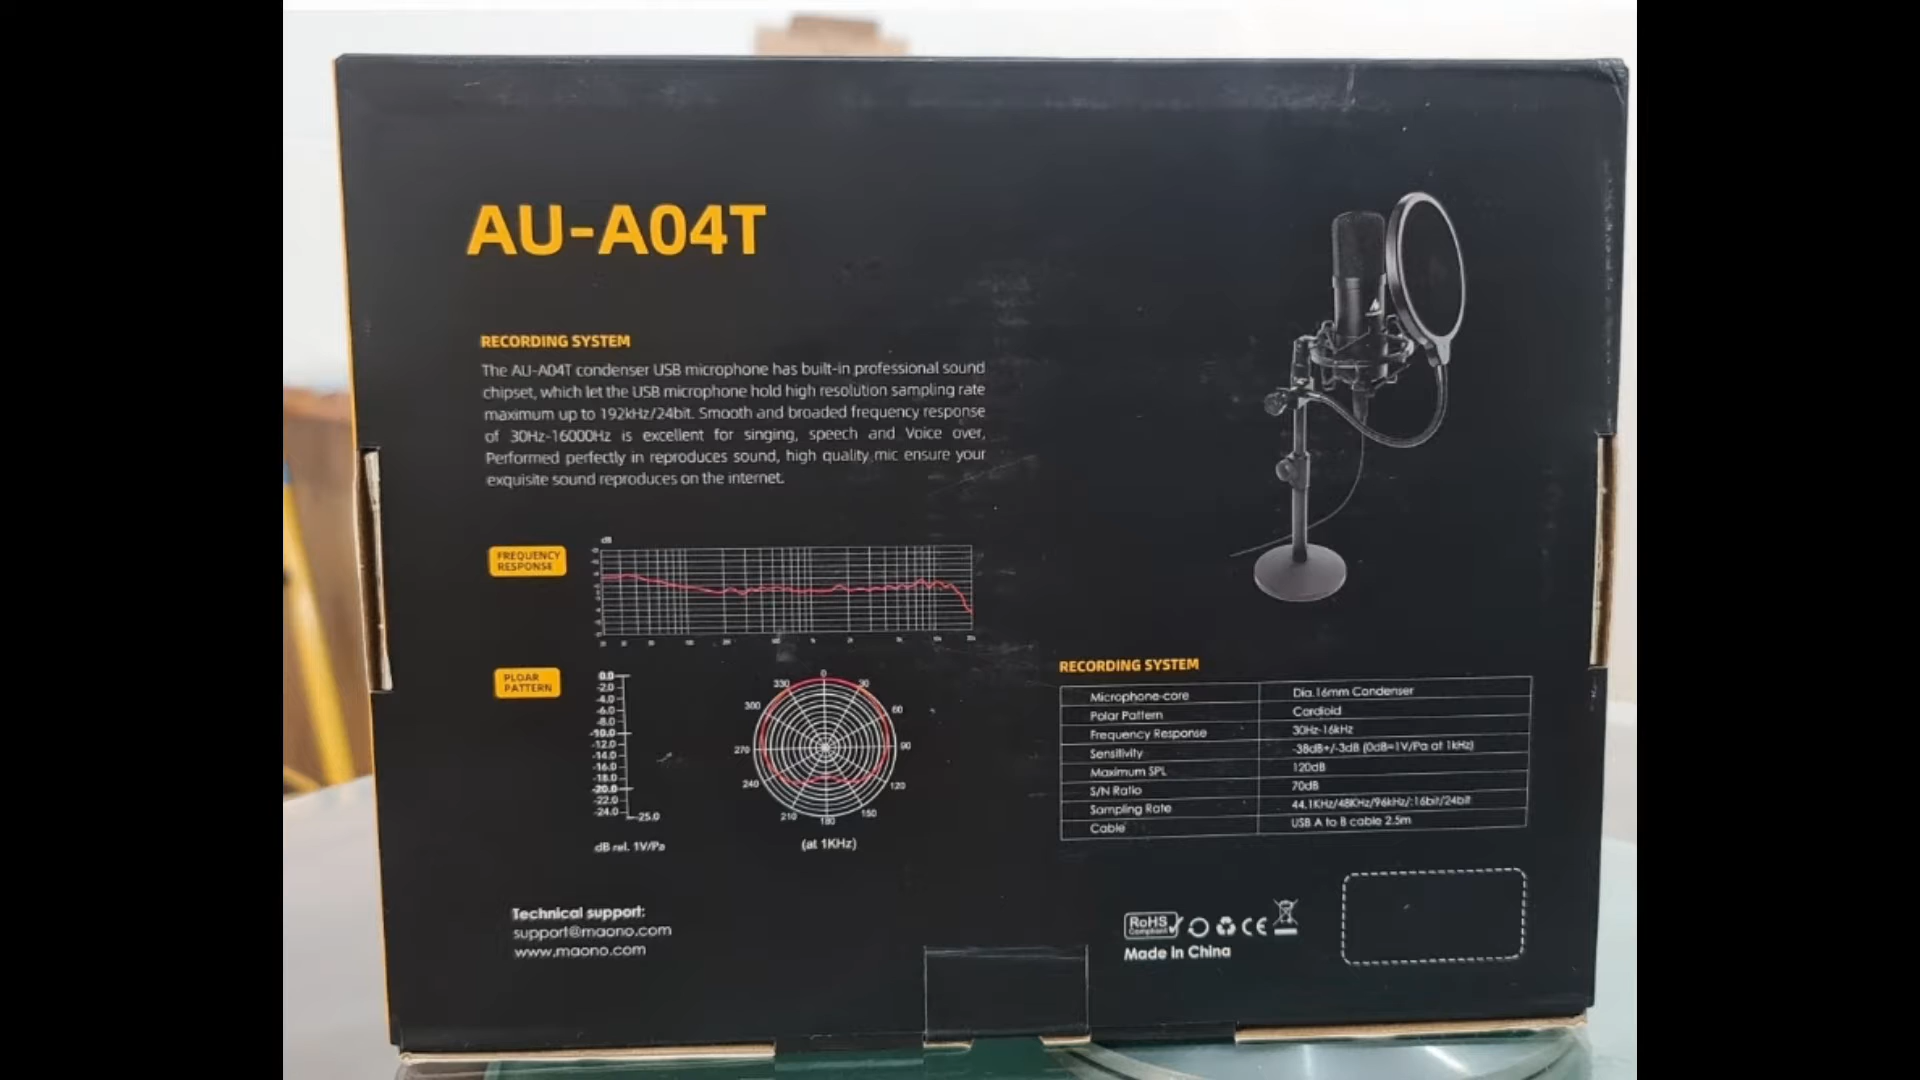 AU-A04T
RECORDING SYSTEM
The AU-A04T condenser USB microphone has built-in professional sound
chipset, which let the USB microphone hold high resolution sampling rate
maximum up to 192kHz/24bit. Smooth and broaded frequency response
of 30Hz-16000Hz is excellent for singing, speech and Voice over,
Performed perfectly in reproduces sound, high quality mic ensure your
exquisite sound reproduces on the internet.
FREQUENCY
RESPONSE
dB
PLOAR
PATTERN
0.0
-2.0
-4.0
-6.0
-8.0
-10.0
-12.0
-14.0
-16.0
-18.0
-20.0
-22.0
-24.0
-25.0
dB rel. 1V/Pa
0
30
60
90
120
150
180
210
240
270
300
330
(at 1KHz)
RECORDING SYSTEM
Microphone-core Dia.16mm Condenser
Polar Pattern Cardioid
Frequency Response 30Hz-16kHz
Sensitivity -38dB+/-3dB (0dB=1V/Pa at 1kHz)
Maximum SPL 120dB
S/N Ratio 70dB
Sampling Rate 44.1KHz/48KHz/96kHz/:16bit/24bit
Cable USB A to B cable 2.5m
Technical support:
support@maono.com
www.maono.com
RoHS
Compliant
CE
Made In China